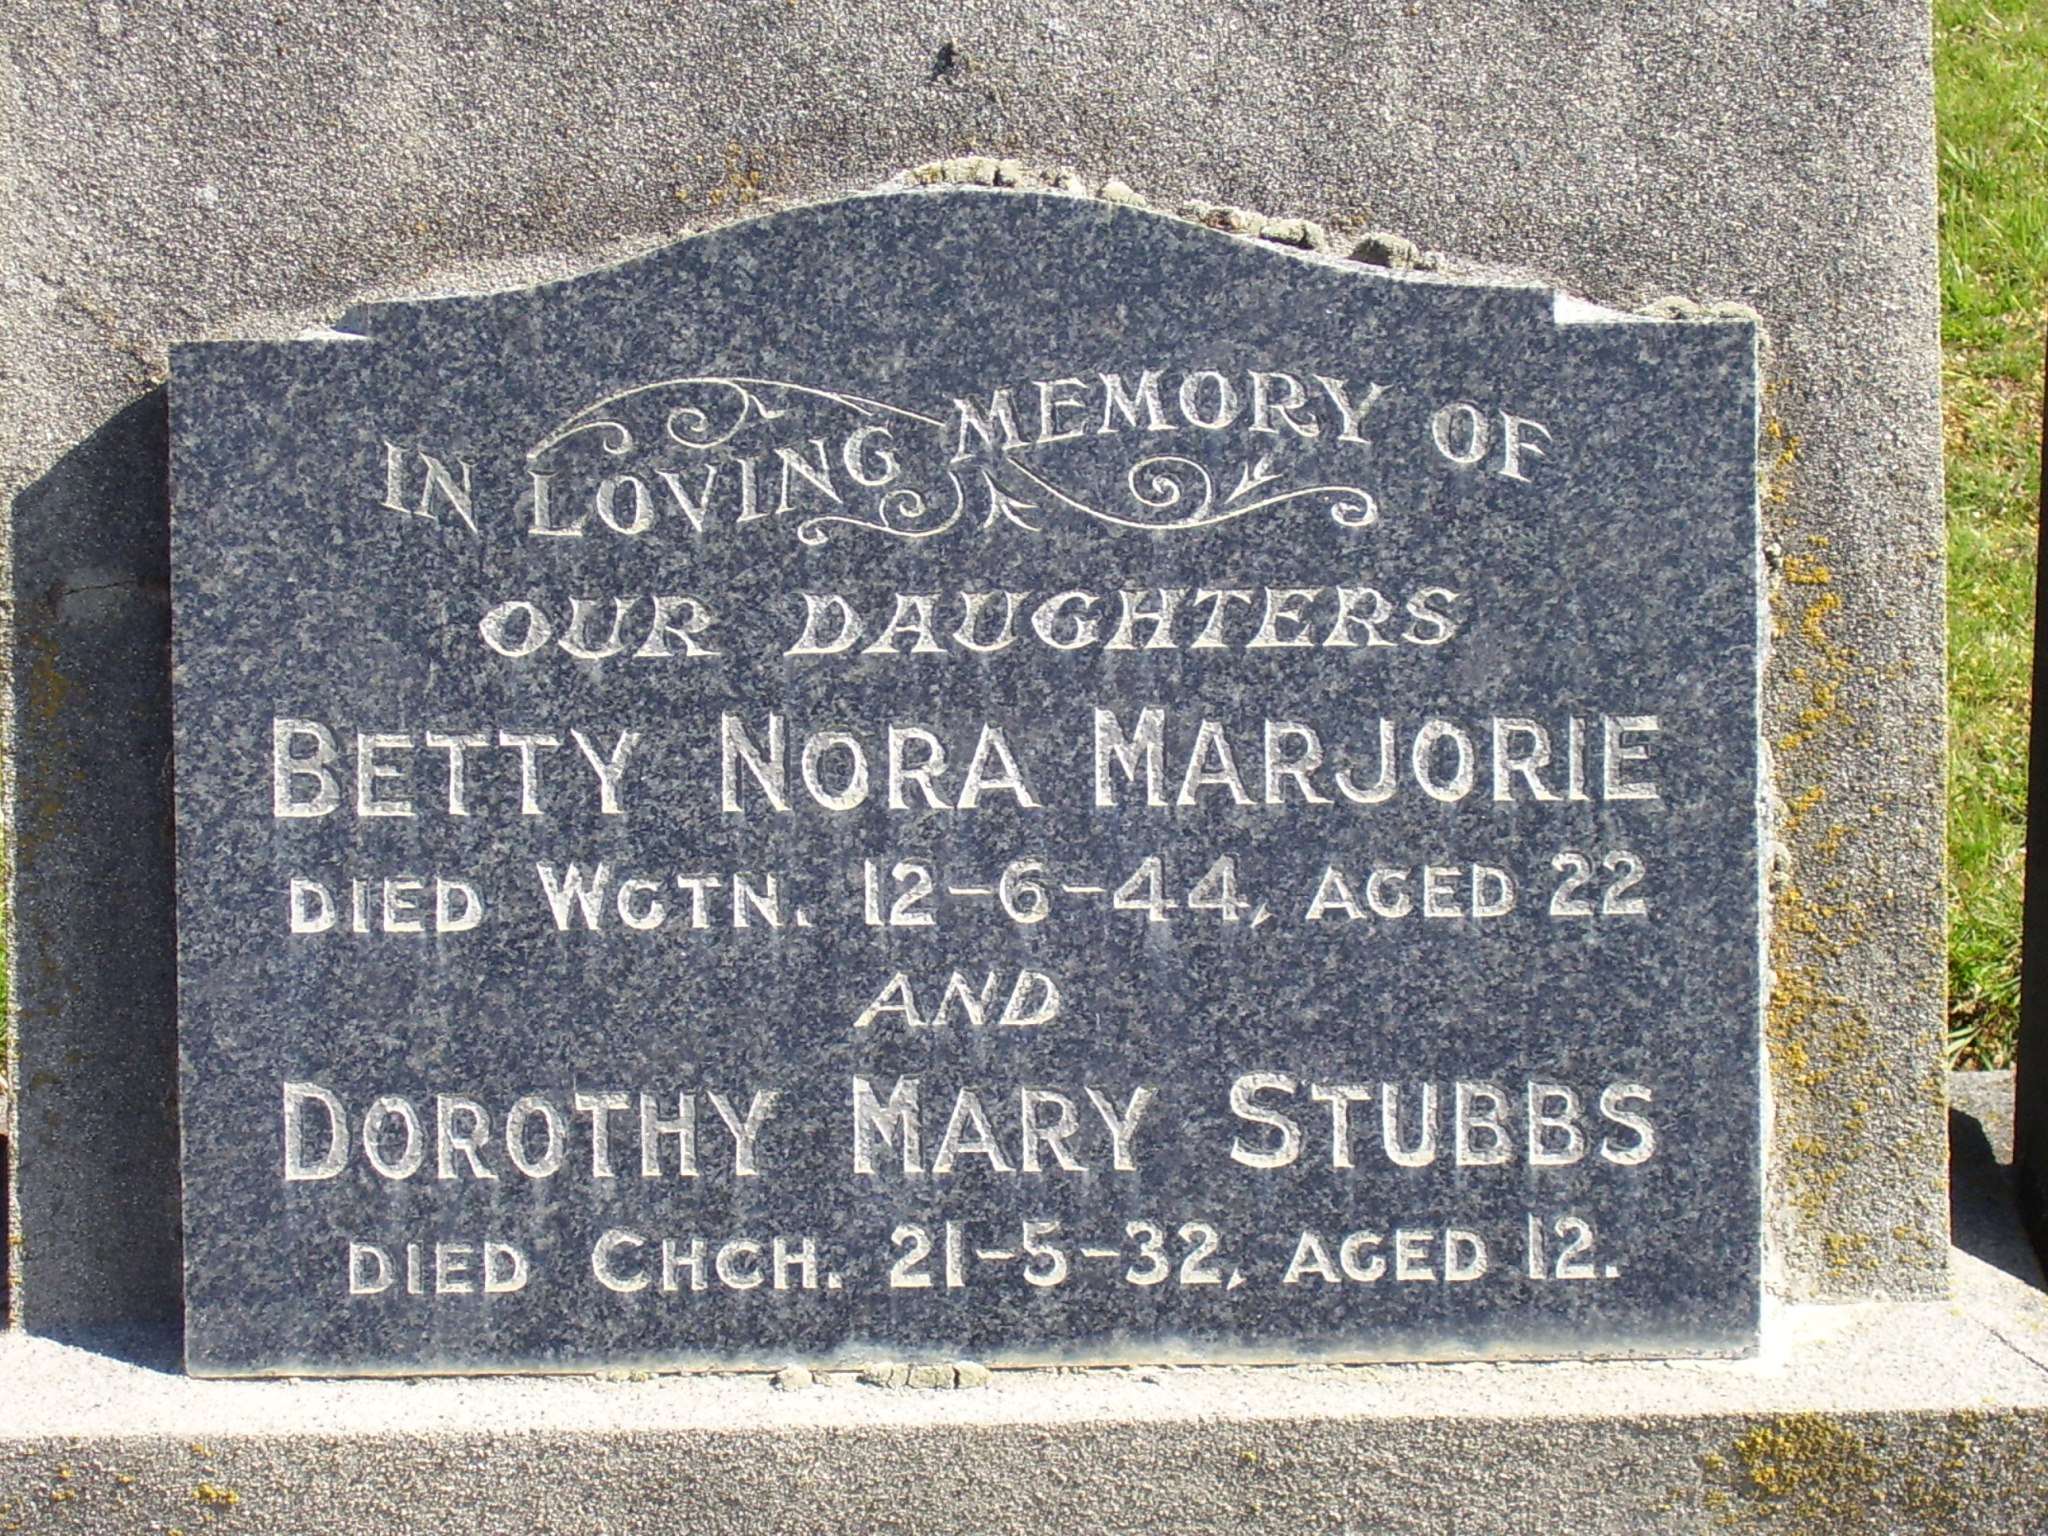 IN LOVING MEMORY OF
OUR DAUGHTERS
BETTY NORA MARJORIE
DIED WGTN. 12-6-44, AGED 22
AND
DOROTHY MARY STUBBS
DIED CHCH. 21-5-32, AGED 12.